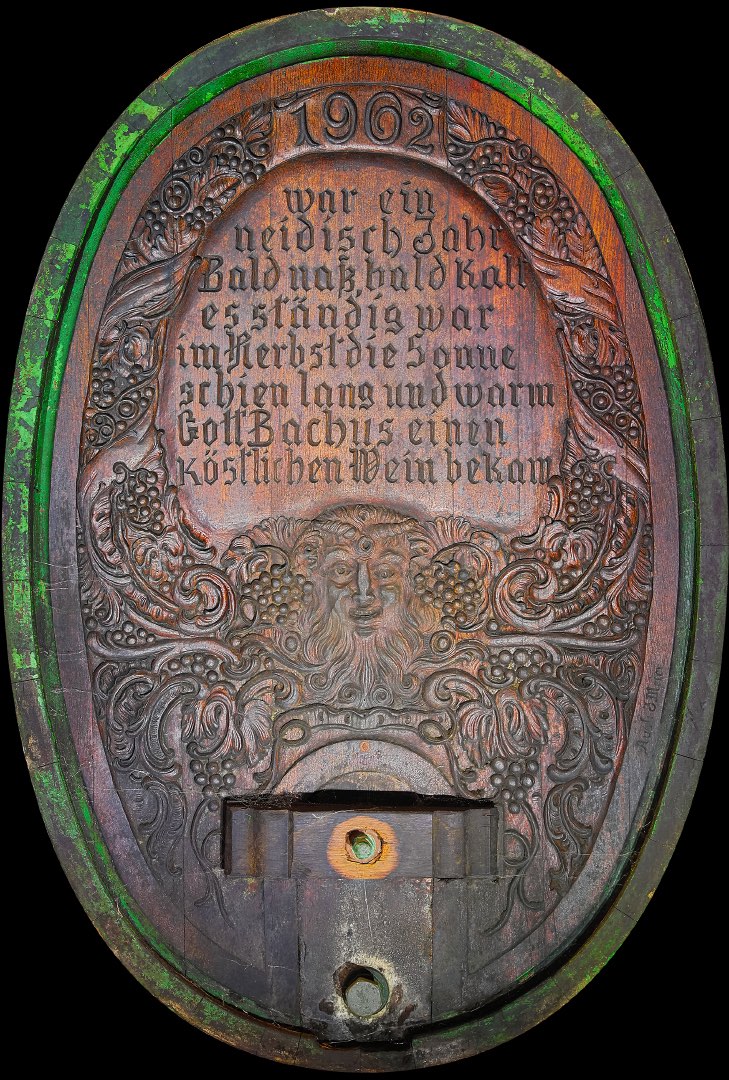 1962
war ein
neidisch Jahr
Bald naß, bald kalt
es ständig war
im Herbst die Sonne
schien lang und warm
Gott Bachus einen
köstlichen Wein bekam